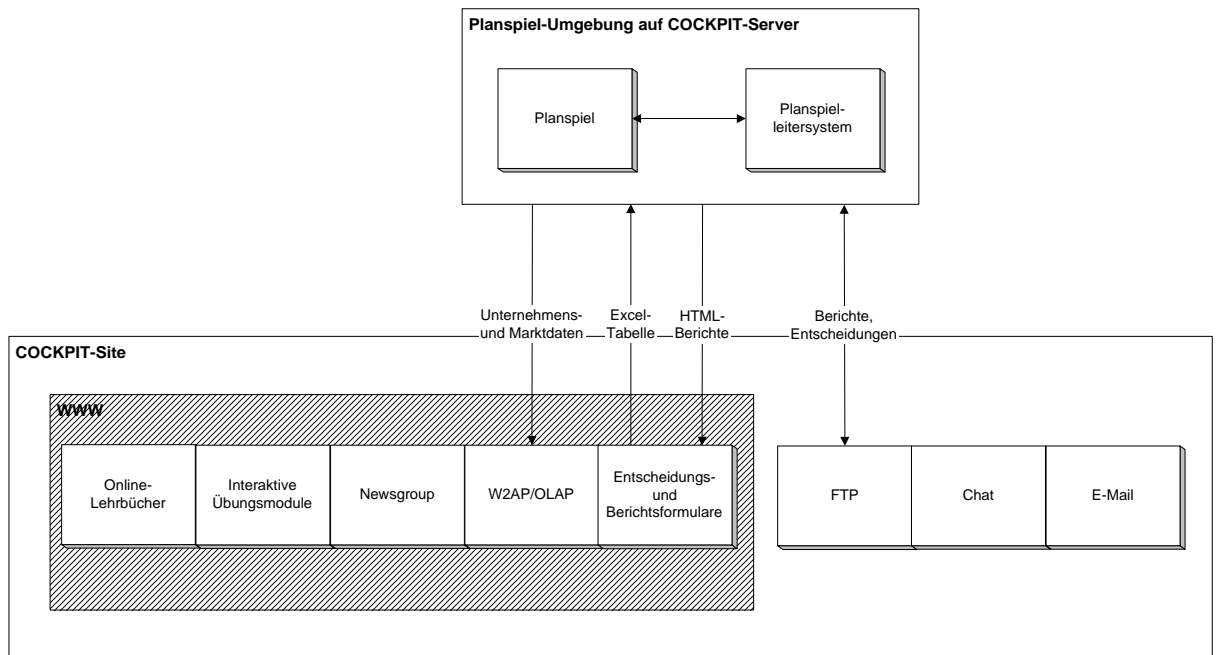 Planspiel-Umgebung auf COCKPIT-Server
Planspiel
Planspiel-
leitersystem
Unternehmens-
und Marktdaten
Excel-
Tabelle
HTML-
Berichte
Berichte,
Entscheidungen
COCKPIT-Site
WWW
Online-
Lehrbücher
Interaktive
Übungsmodule
Newsgroup
W2AP/OLAP
Entscheidungs-
und
Berichtsformulare
FTP
Chat
E-Mail